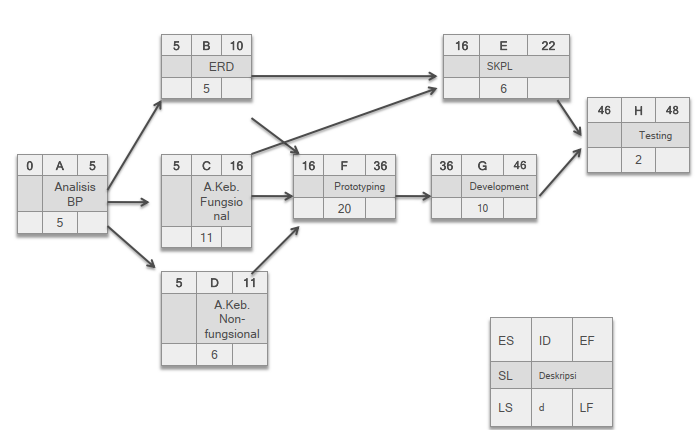 5 B 10
ERD
5
16 E 22
SKPL
6
46 H 48
Testing
2
0 A 5
Analisis
BP
5
5 C 16
A.Keb.
Fungsio
nal
11
16 F 36
Prototyping
20
36 G 46
Development
10
5 D 11
A.Keb.
Non-
fungsional
6
ES ID EF
SL Deskripsi
LS d LF